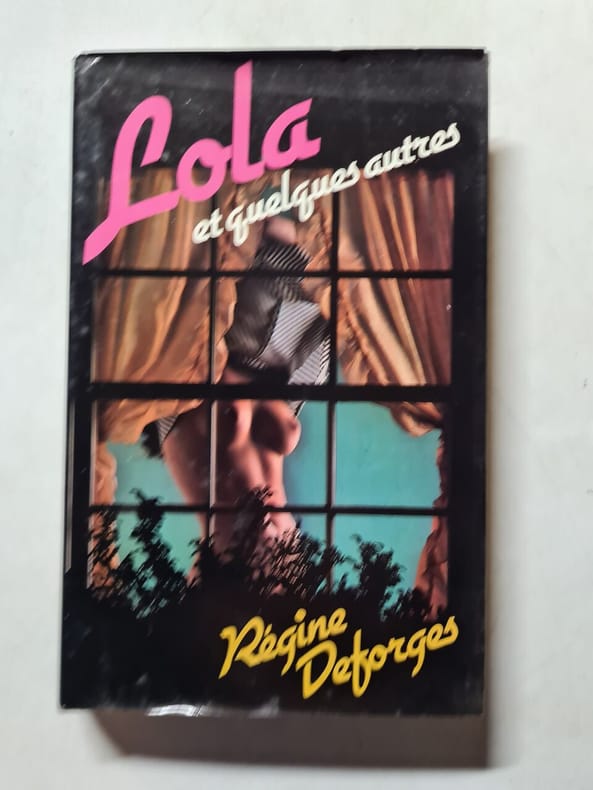 Lola
et quelques autres
Régine
Deforges